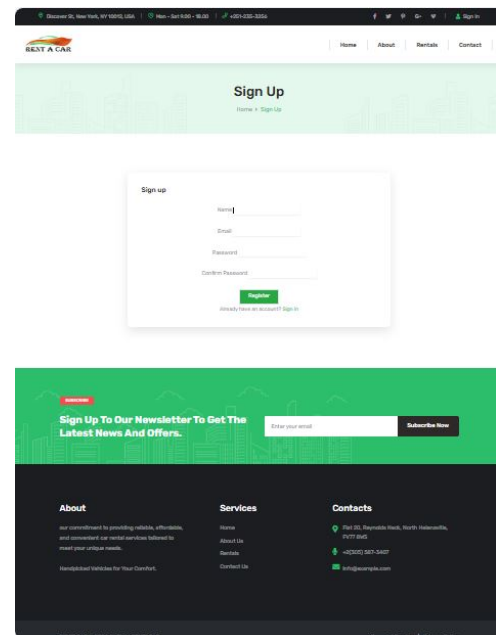 Discover St, New York, NY 10012, USA | Mon - Sat 9.00 - 18.00 | +251-535-3256
Sign In
RENT A CAR
Home
About
Rentals
Contact
Sign Up
Home » Sign Up
Sign up
Name
Email
Password
Confirm Password
Register
Already have an account? Sign in
SUBSCRIBE
Sign Up To Our Newsletter To Get The
Latest News And Offers.
Enter your email
Subscribe Now
About
our commitment to providing reliable, affordable,
and convenient car rental services tailored to
meet your unique needs.
Handpicked Vehicles for Your Comfort.
Services
Home
About Us
Rentals
Contact Us
Contacts
Flat 20, Reynolds Neck, North Helenaville,
FV77 8WS
+2(305) 587-3407
info@example.com